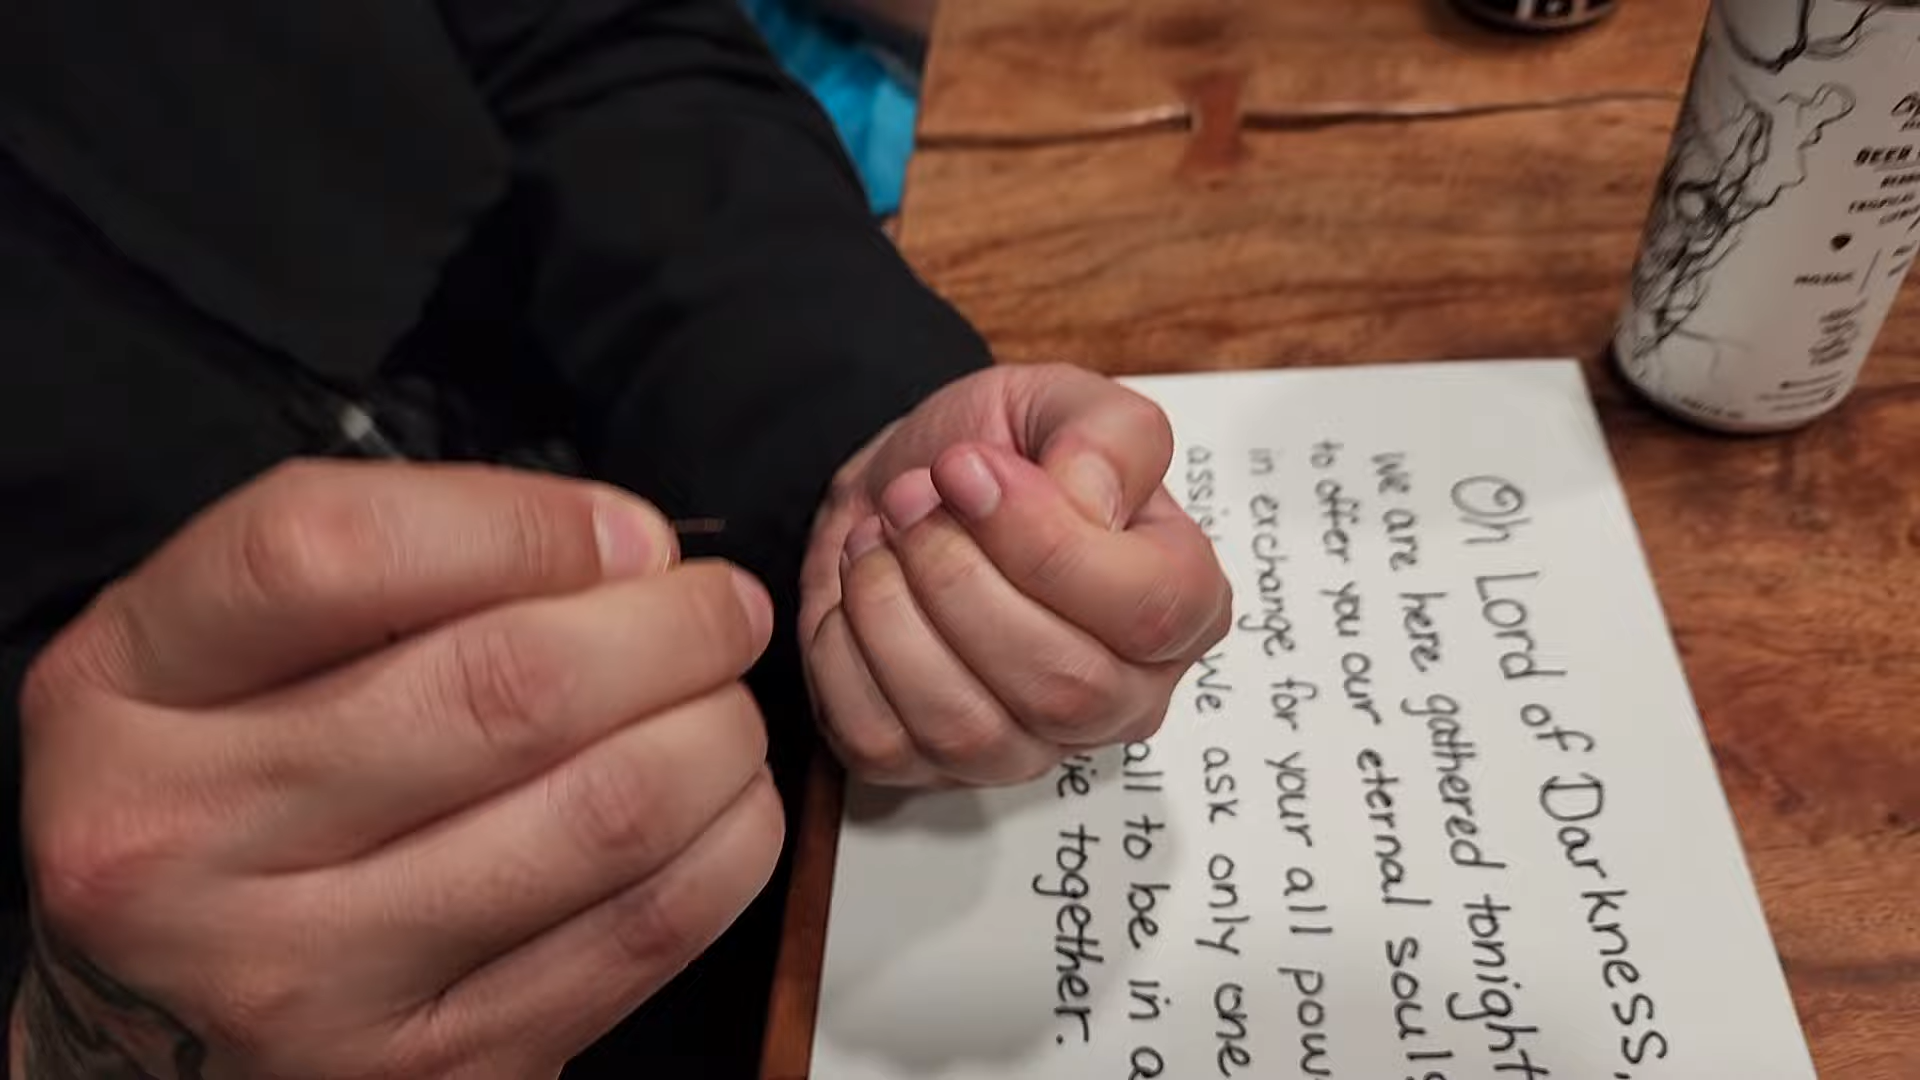 Oh Lord of Darkness,
we are here gathered tonight
to offer you our eternal souls
in exchange for your all pow
We ask only one
all to be in a
together.
BEER